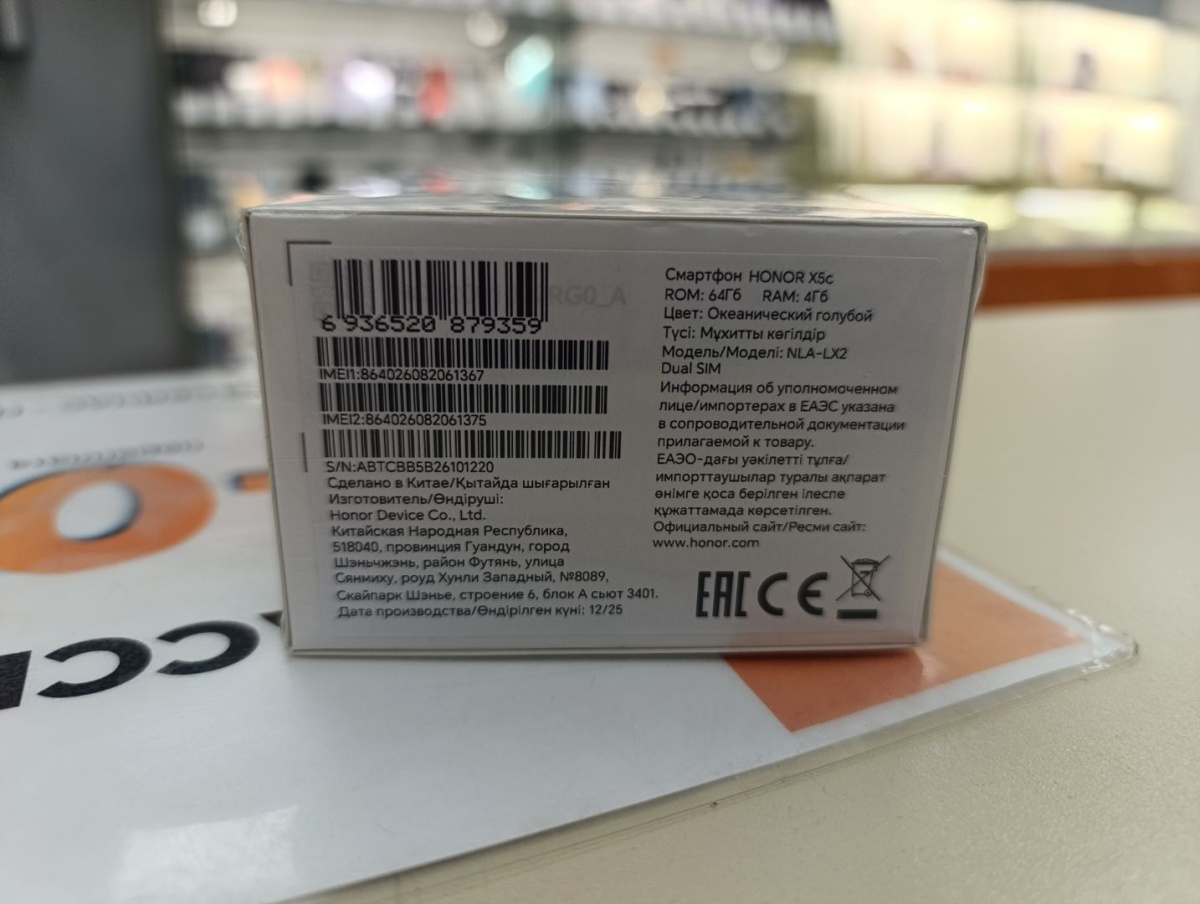 RG0_A
6 936520 879359
IMEI1:864026082061367
IMEI2:864026082061375
S/N:ABTCBB5B26101220
Сделано в Китае/Қытайда шығарылған
Изготовитель/Өндіруші:
Honor Device Co., Ltd.
Китайская Народная Республика,
518040, провинция Гуандун, город
Шэньчжэнь, район Футянь, улица
Сянмиху, роуд Хунли Западный, №8089,
Скайпарк Шэнье, строение 6, блок А сьют 3401.
Дата производства/Өндірілген күні: 12/25
Смартфон HONOR X5c
ROM: 64Гб RAM: 4Гб
Цвет: Океанический голубой
Түсі: Мұхитты көгілдір
Модель/Моделі: NLA-LX2
Dual SIM
Информация об уполномоченном
лице/импортерах в ЕАЭС указана
в сопроводительной документации
прилагаемой к товару.
ЕАЭО-дағы уәкілетті тұлға/
импорттаушылар туралы ақпарат
өнімге қоса берілген ілеспе
құжаттамада көрсетілген.
Официальный сайт/Ресми сайт:
www.honor.com
EAC CE